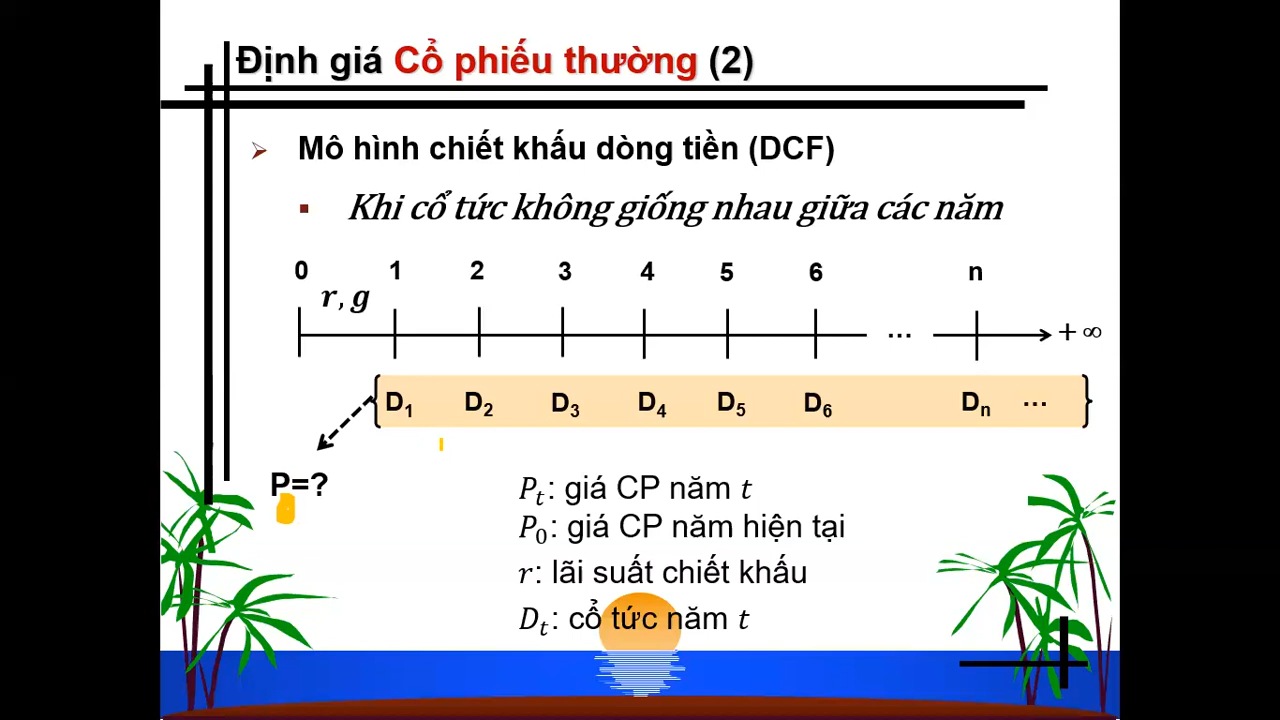 Định giá Cổ phiếu thường (2)
Mô hình chiết khấu dòng tiền (DCF)
Khi cổ tức không giống nhau giữa các năm
0 1 2 3 4 5 6 n
r, g
... +∞
D₁ D₂ D₃ D₄ D₅ D₆ Dₙ ...
P=?
Pₜ: giá CP năm t
P₀: giá CP năm hiện tại
r: lãi suất chiết khấu
Dₜ: cổ tức năm t